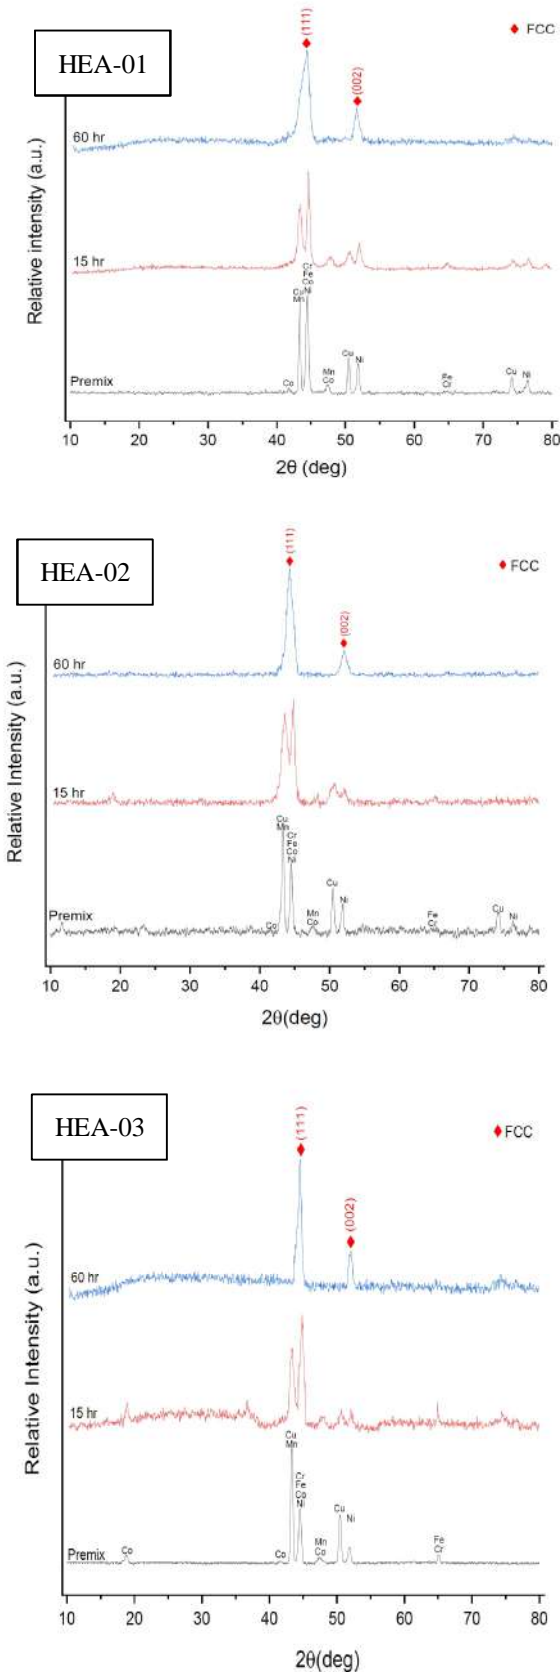 HEA-01
(111)
◆ FCC
(002)
60 hr
15 hr
Cr
Fe
Co
Ni
Cu
Mn
Premix
Co
Mn
Co
Cu
Ni
Fe
Cr
Cu
Ni
Relative intensity (a.u.)
10 20 30 40 50 60 70 80
2θ (deg)
HEA-02
(111)
◆ FCC
(002)
60 hr
15 hr
Cu
Mn
Cr
Fe
Co
Ni
Premix
Co
Mn
Co
Cu
Ni
Fe
Cr
Cu
Ni
Relative Intensity (a.u.)
10 20 30 40 50 60 70 80
2θ(deg)
HEA-03
(111)
◆ FCC
(002)
60 hr
15 hr
Cu
Mn
Cr
Fe
Co
Ni
Premix
Co
Co
Mn
Co
Cu
Ni
Fe
Cr
Relative Intensity (a.u.)
10 20 30 40 50 60 70 80
2θ(deg)